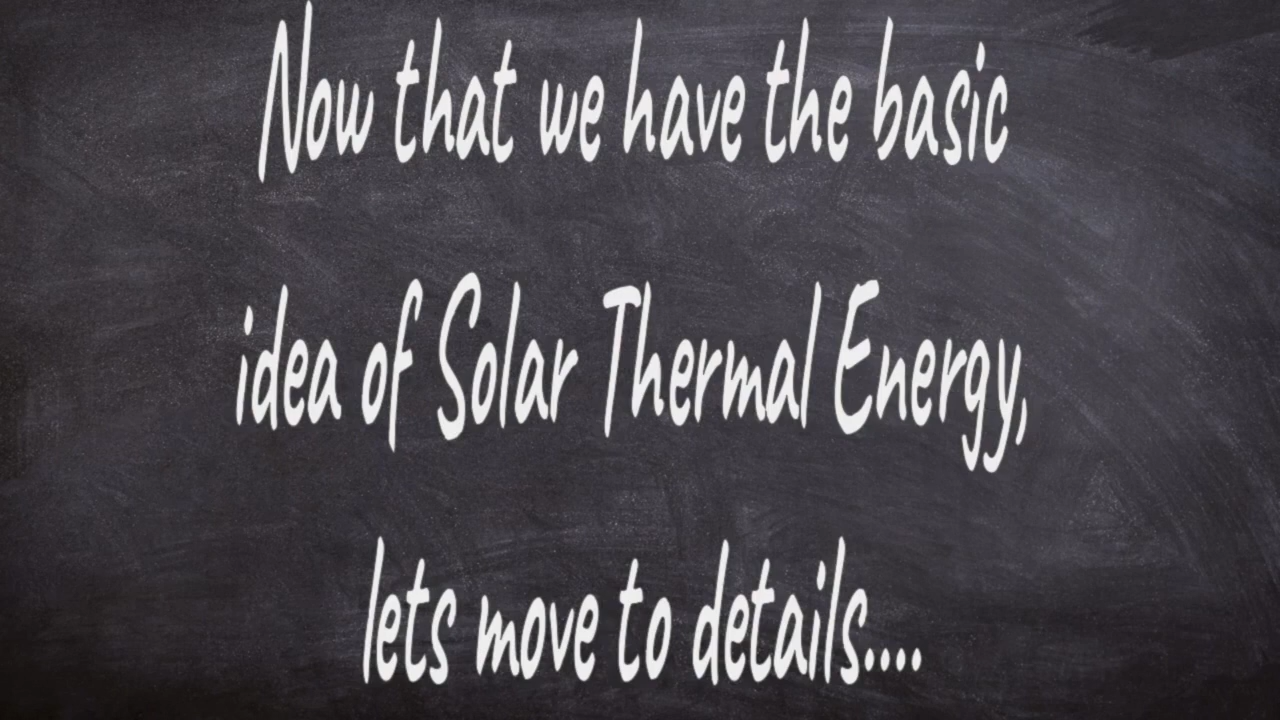 Now that we have the basic
idea of Solar Thermal Energy,
lets move to details....